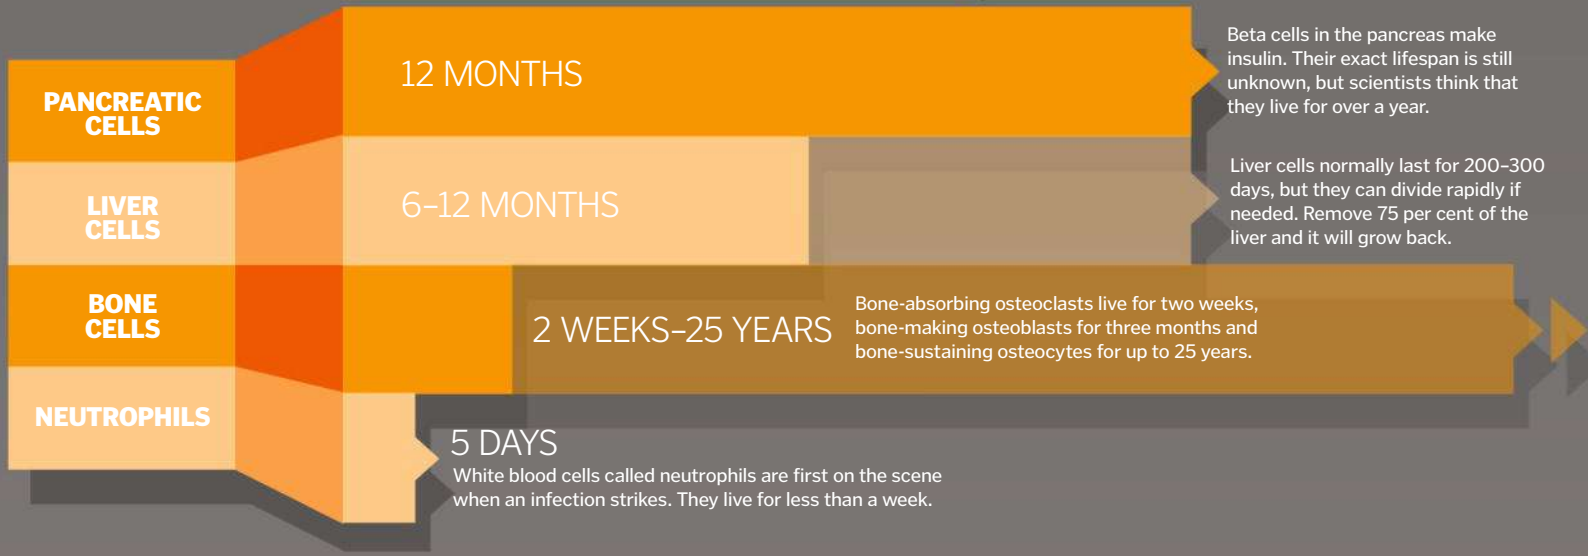 PANCREATIC
CELLS
12 MONTHS
Beta cells in the pancreas make
insulin. Their exact lifespan is still
unknown, but scientists think that
they live for over a year.
LIVER
CELLS
6–12 MONTHS
Liver cells normally last for 200–300
days, but they can divide rapidly if
needed. Remove 75 per cent of the
liver and it will grow back.
BONE
CELLS
2 WEEKS–25 YEARS
Bone-absorbing osteoclasts live for two weeks,
bone-making osteoblasts for three months and
bone-sustaining osteocytes for up to 25 years.
NEUTROPHILS
5 DAYS
White blood cells called neutrophils are first on the scene
when an infection strikes. They live for less than a week.